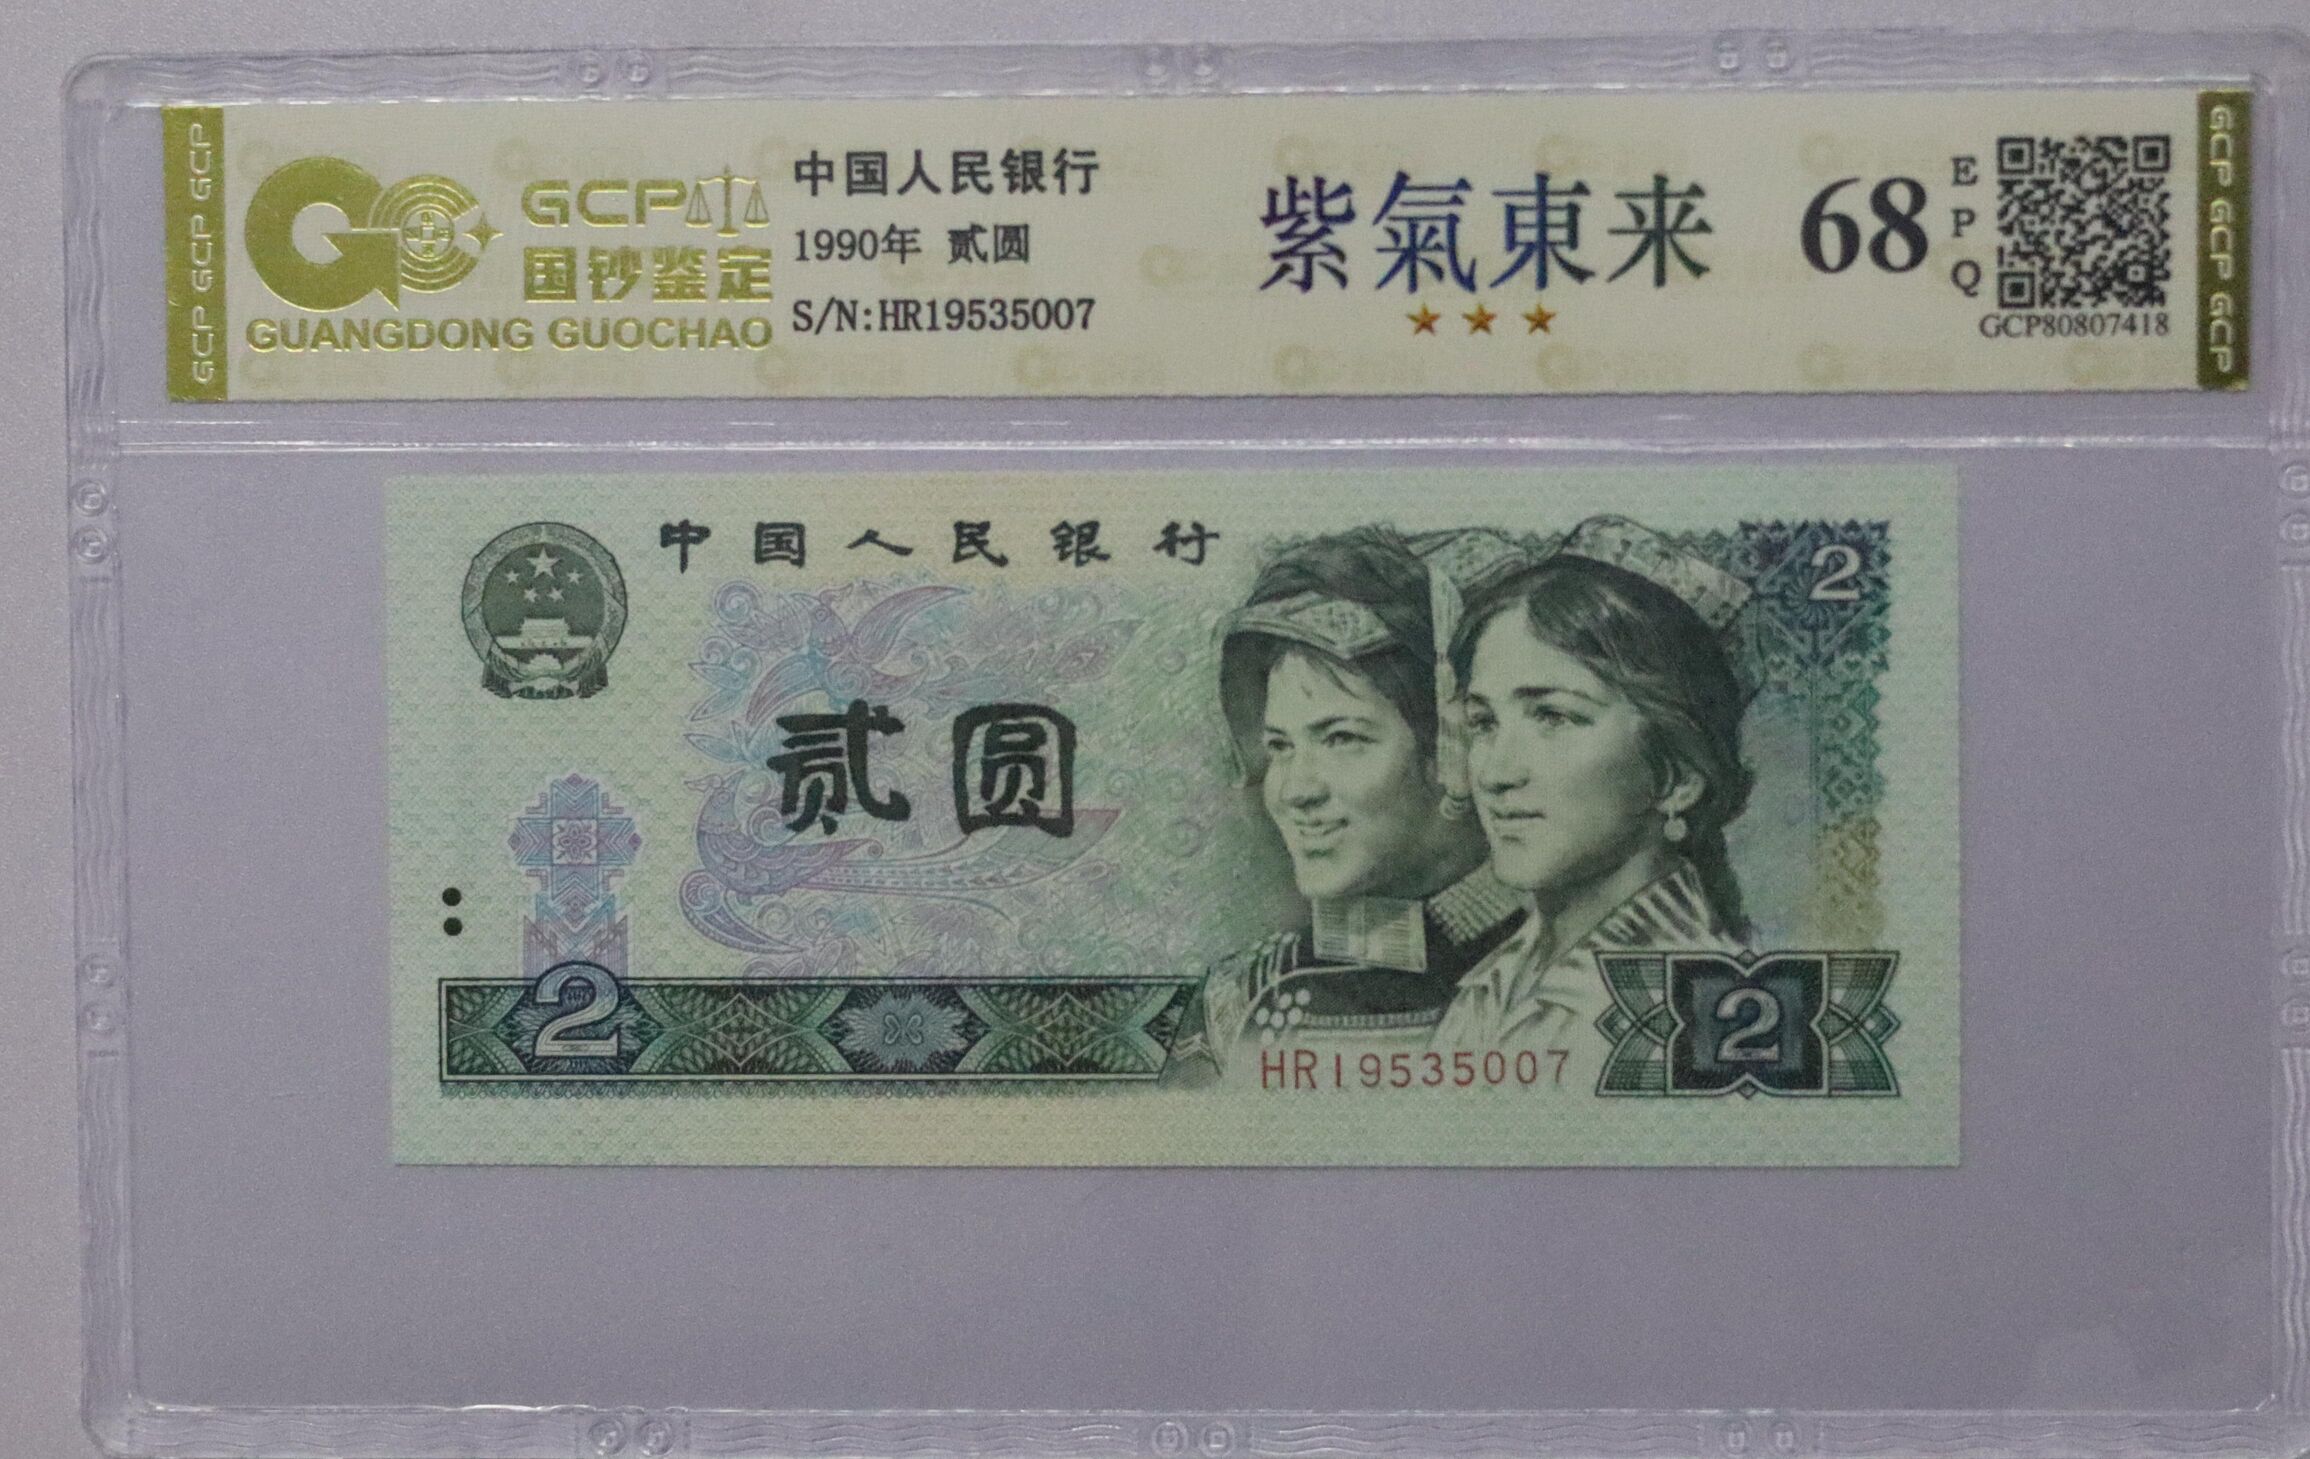 GCP GCP GCP
GCP
国钞鉴定
GUANGDONG GUOCHAO
中国人民银行
1990年 贰圆
S/N:HR19535007
紫氣東来
68
EPQ
GCP80807418
GCP GCP GCP
中国人民银行
2
贰圆
2
2
HR19535007